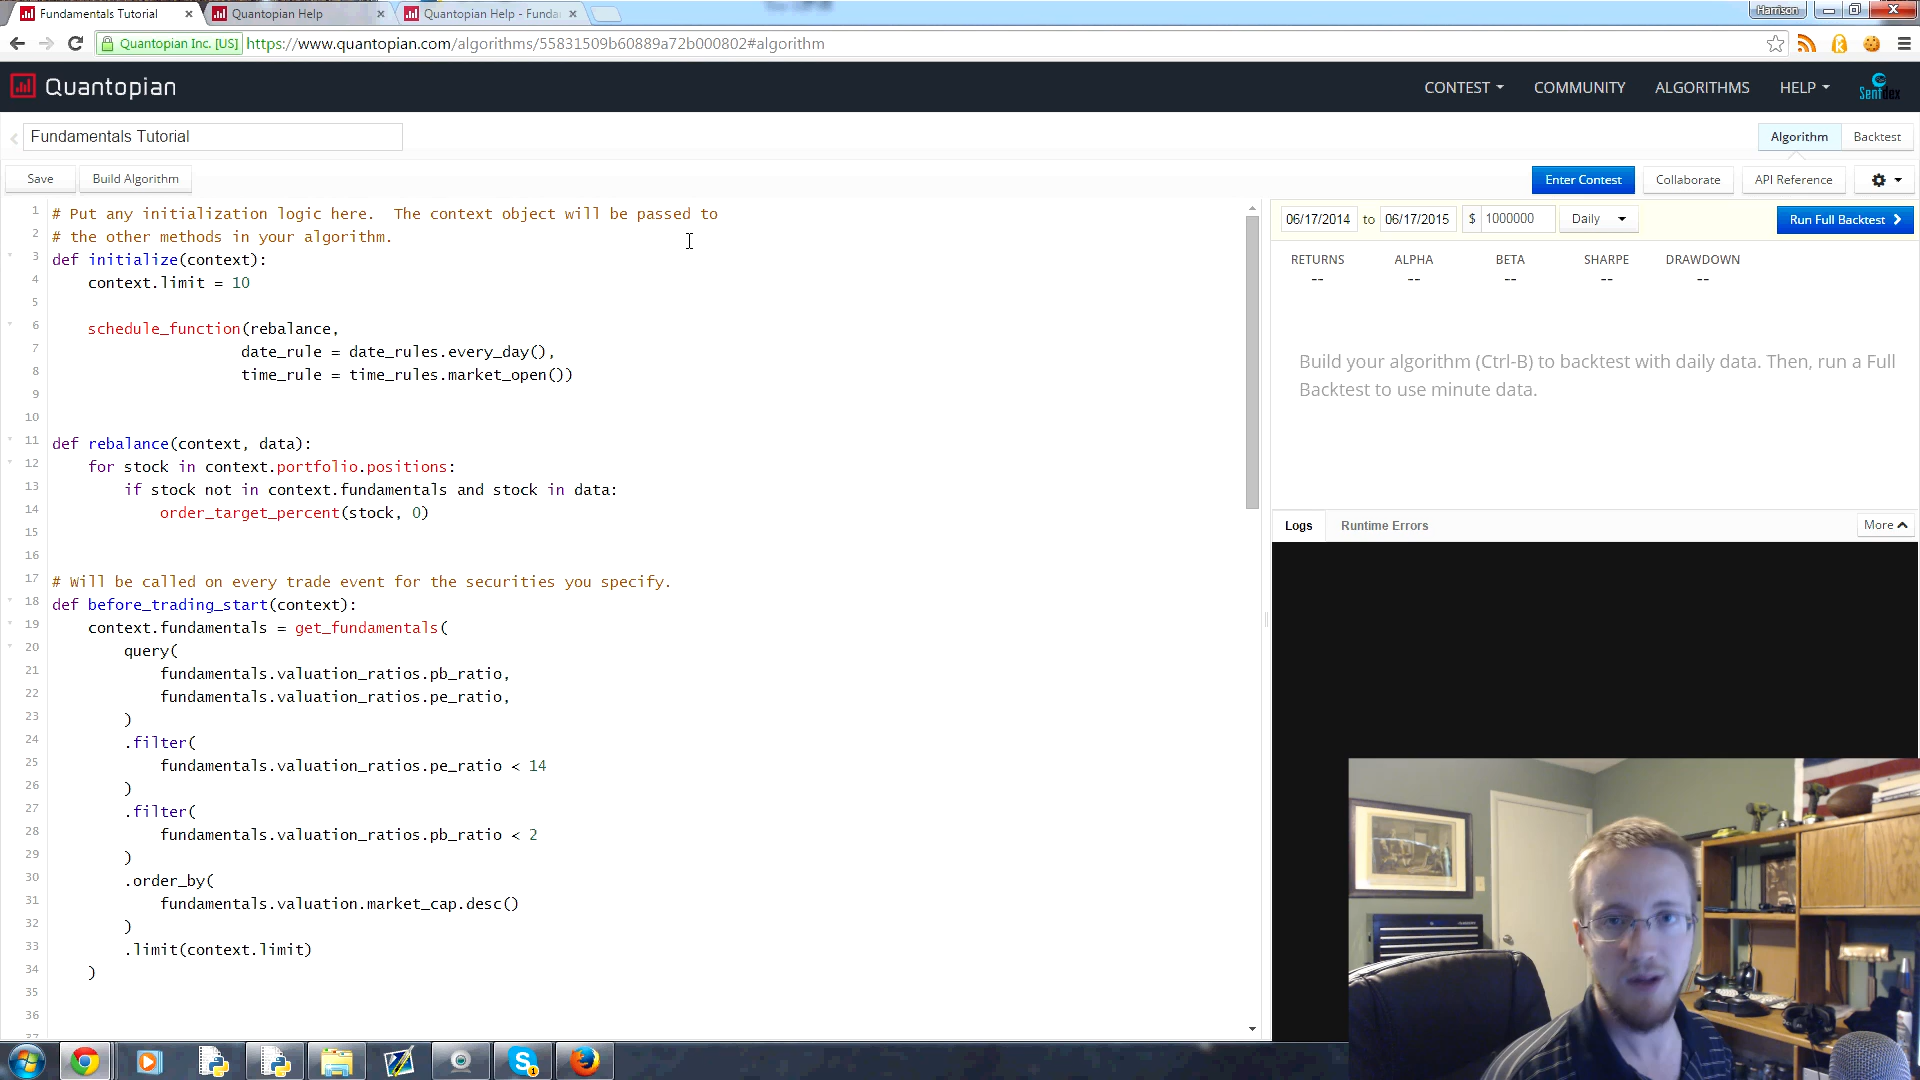 Fundamentals Tutorial
Quantopian Help
Quantopian Help - Funda
Harrison
Quantopian Inc. [US]
https://www.quantopian.com/algorithms/55831509b60889a72b000802#algorithm
Quantopian
CONTEST
COMMUNITY
ALGORITHMS
HELP
Sentdex
Fundamentals Tutorial
Algorithm
Backtest
Save
Build Algorithm
Enter Contest
Collaborate
API Reference
06/17/2014 to 06/17/2015 $ 1000000 Daily
Run Full Backtest
RETURNS ALPHA BETA SHARPE DRAWDOWN
-- -- -- -- --
Build your algorithm (Ctrl-B) to backtest with daily data. Then, run a Full
Backtest to use minute data.
Logs
Runtime Errors
More
1 # Put any initialization logic here.  The context object will be passed to
2 # the other methods in your algorithm.
3 def initialize(context):
4     context.limit = 10
5
6     schedule_function(rebalance,
7                      date_rule = date_rules.every_day(),
8                      time_rule = time_rules.market_open())
9
10
11 def rebalance(context, data):
12     for stock in context.portfolio.positions:
13         if stock not in context.fundamentals and stock in data:
14             order_target_percent(stock, 0)
15
16
17 # Will be called on every trade event for the securities you specify.
18 def before_trading_start(context):
19     context.fundamentals = get_fundamentals(
20         query(
21             fundamentals.valuation_ratios.pb_ratio,
22             fundamentals.valuation_ratios.pe_ratio,
23         )
24         .filter(
25             fundamentals.valuation_ratios.pe_ratio < 14
26         )
27         .filter(
28             fundamentals.valuation_ratios.pb_ratio < 2
29         )
30         .order_by(
31             fundamentals.valuation.market_cap.desc()
32         )
33         .limit(context.limit)
34     )
35
36
37